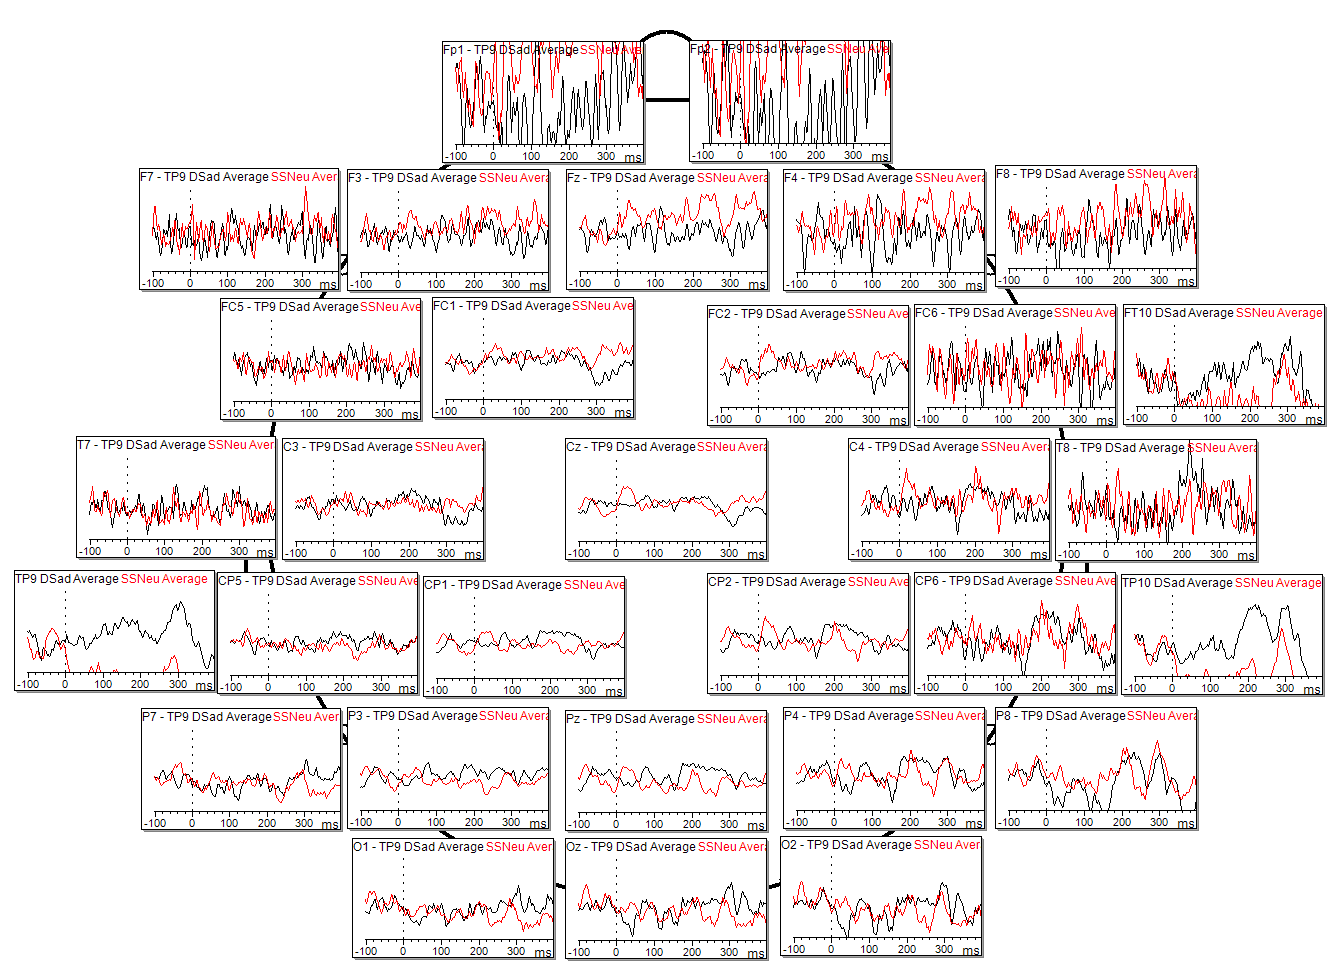 Fp1 - TP9 DSad Average SSNeu Ave
-100 0 100 200 300 ms
Fp2 - TP9 DSad Average SSNeu Ave
-100 0 100 200 300 ms
F7 - TP9 DSad Average SSNeu Aver
-100 0 100 200 300 ms
F3 - TP9 DSad Average SSNeu Avera
-100 0 100 200 300 ms
Fz - TP9 DSad Average SSNeu Avera
-100 0 100 200 300 ms
F4 - TP9 DSad Average SSNeu Avera
-100 0 100 200 300 ms
F8 - TP9 DSad Average SSNeu Avera
-100 0 100 200 300 ms
FC5 - TP9 DSad Average SSNeu Ave
-100 0 100 200 300 ms
FC1 - TP9 DSad Average SSNeu Ave
-100 0 100 200 300 ms
FC2 - TP9 DSad Average SSNeu Ave
-100 0 100 200 300 ms
FC6 - TP9 DSad Average SSNeu Ave
-100 0 100 200 300 ms
FT10 DSad Average SSNeu Average
-100 0 100 200 300 ms
T7 - TP9 DSad Average SSNeu Aver
-100 0 100 200 300 ms
C3 - TP9 DSad Average SSNeu Avera
-100 0 100 200 300 ms
Cz - TP9 DSad Average SSNeu Avera
-100 0 100 200 300 ms
C4 - TP9 DSad Average SSNeu Avera
-100 0 100 200 300 ms
T8 - TP9 DSad Average SSNeu Aver
-100 0 100 200 300 ms
TP9 DSad Average SSNeu Average
-100 0 100 200 300 ms
CP5 - TP9 DSad Average SSNeu Ave
-100 0 100 200 300 ms
CP1 - TP9 DSad Average SSNeu Ave
-100 0 100 200 300 ms
CP2 - TP9 DSad Average SSNeu Ave
-100 0 100 200 300 ms
CP6 - TP9 DSad Average SSNeu Ave
-100 0 100 200 300 ms
TP10 DSad Average SSNeu Average
-100 0 100 200 300 ms
P7 - TP9 DSad Average SSNeu Aver
-100 0 100 200 300 ms
P3 - TP9 DSad Average SSNeu Avera
-100 0 100 200 300 ms
Pz - TP9 DSad Average SSNeu Avera
-100 0 100 200 300 ms
P4 - TP9 DSad Average SSNeu Avera
-100 0 100 200 300 ms
P8 - TP9 DSad Average SSNeu Avera
-100 0 100 200 300 ms
O1 - TP9 DSad Average SSNeu Aver
-100 0 100 200 300 ms
Oz - TP9 DSad Average SSNeu Avera
-100 0 100 200 300 ms
O2 - TP9 DSad Average SSNeu Aver
-100 0 100 200 300 ms